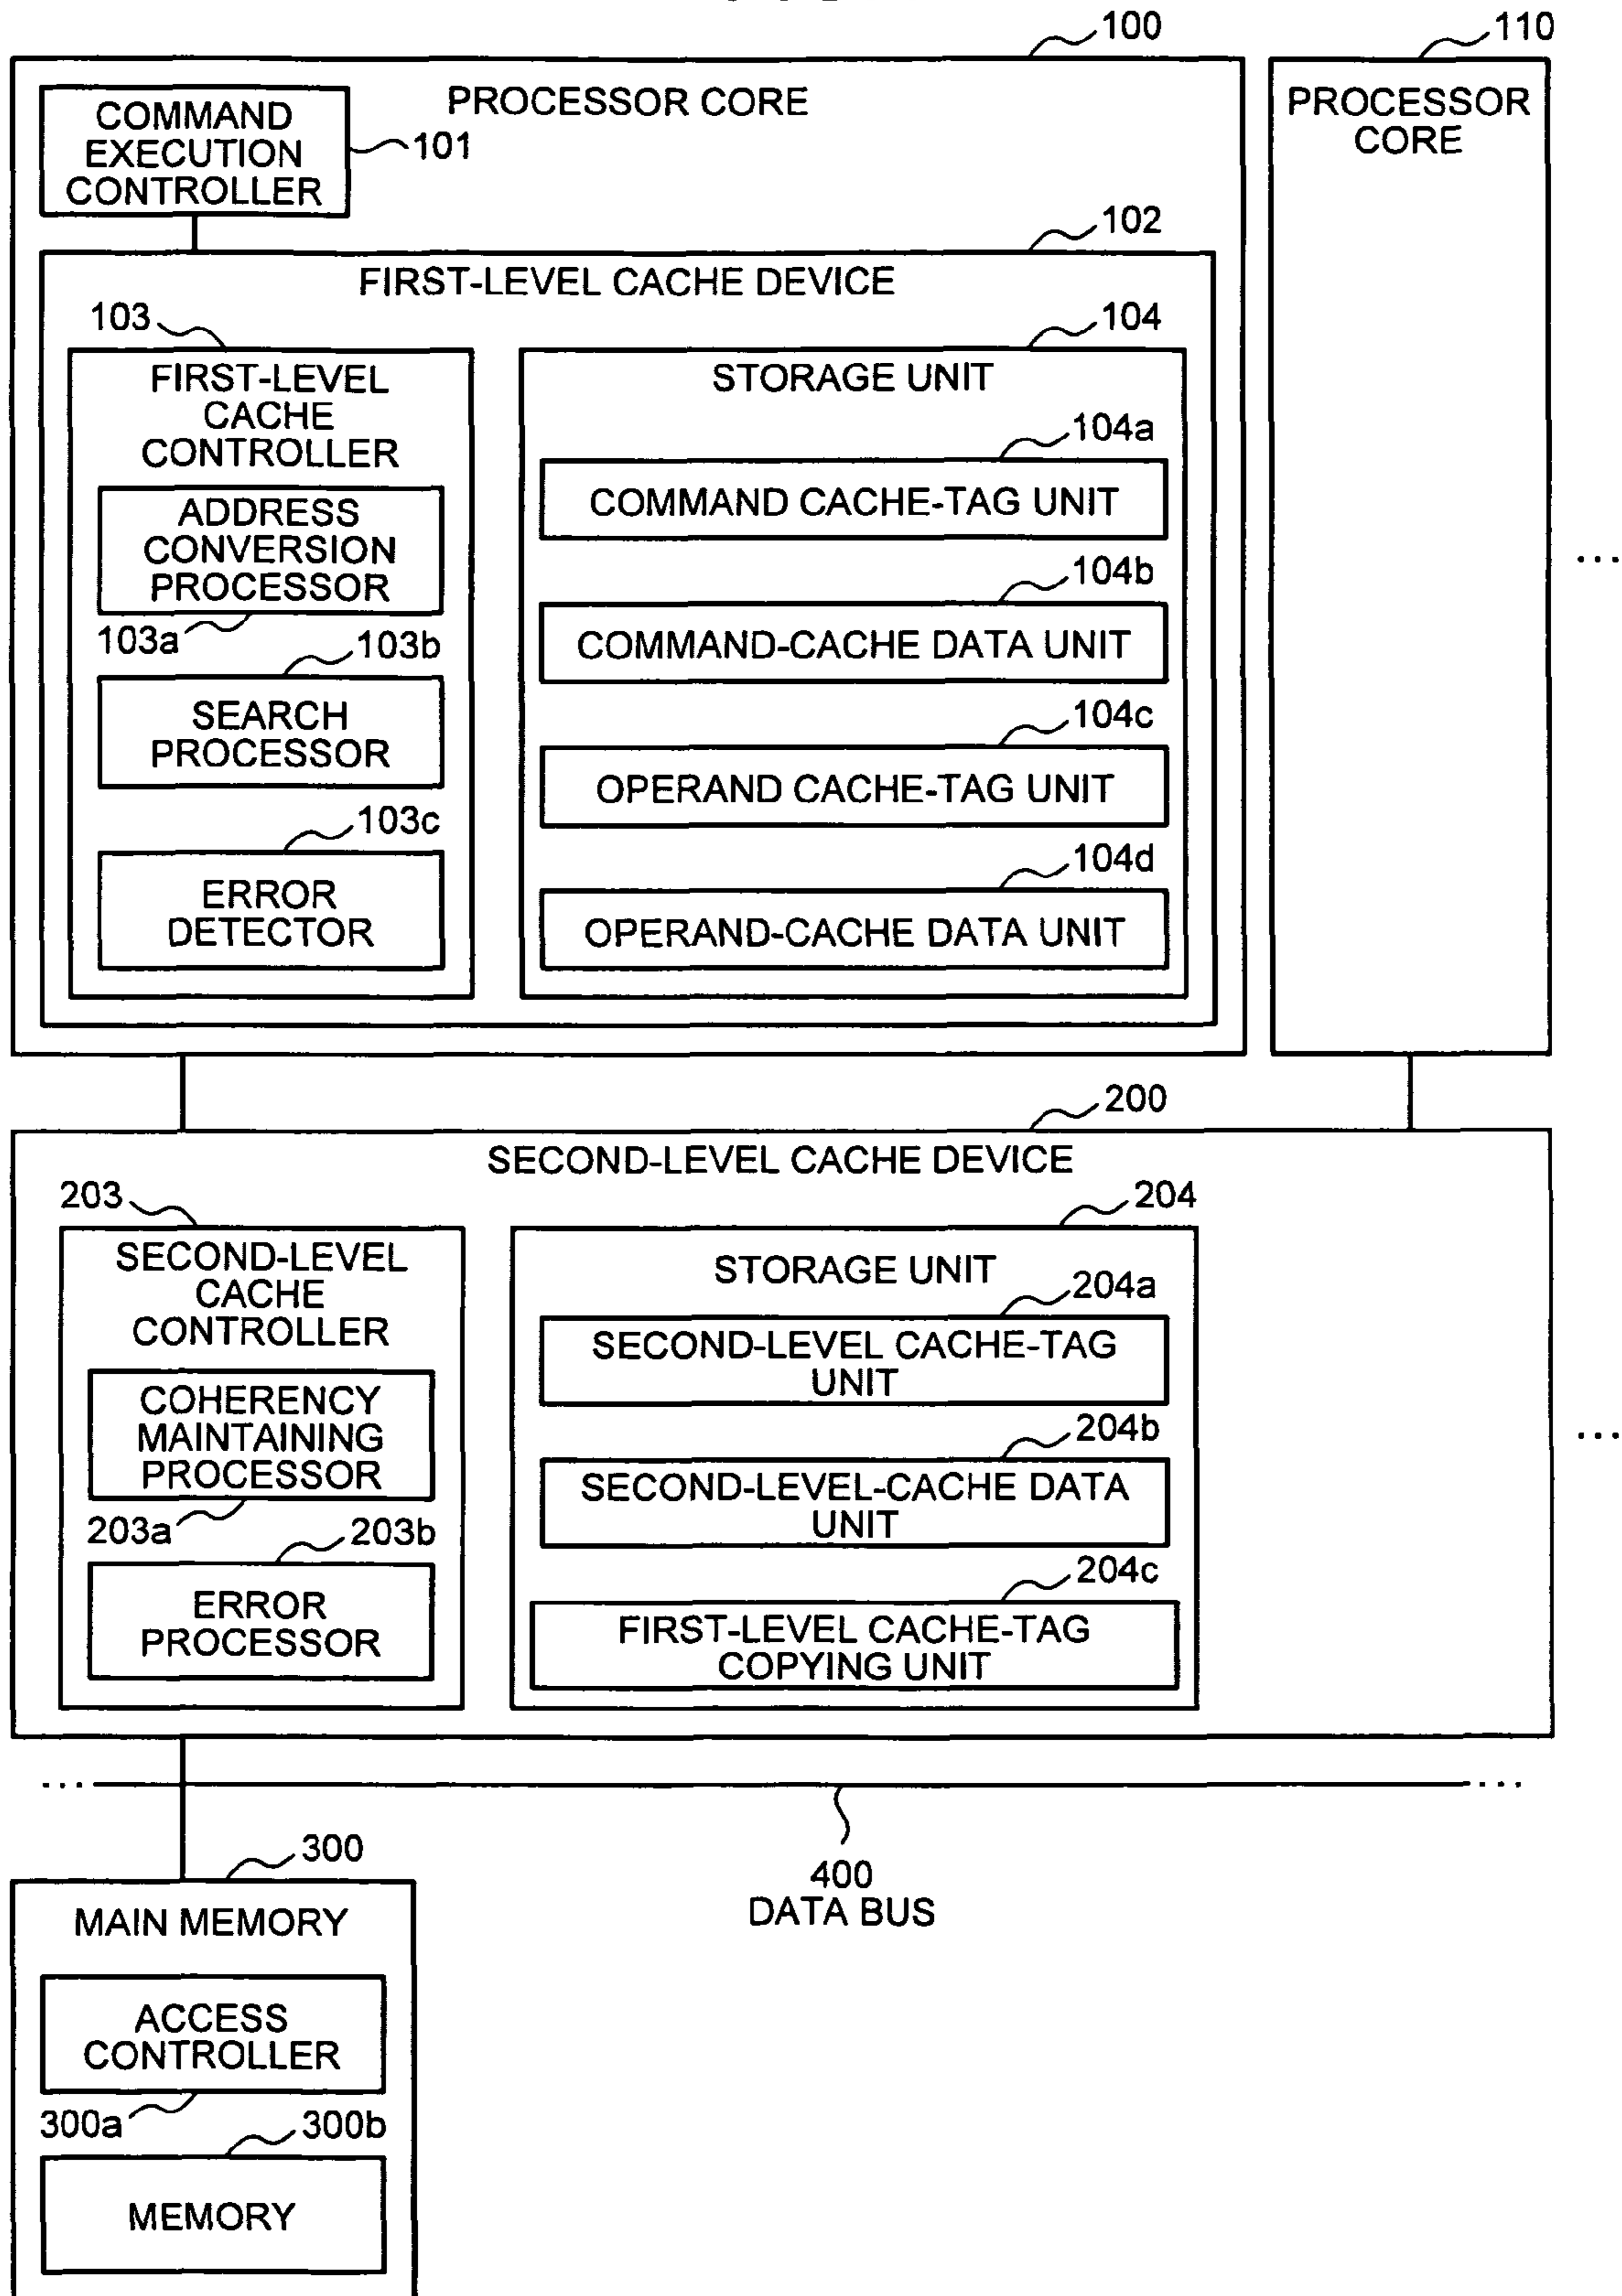 100
110
PROCESSOR CORE
COMMAND
EXECUTION
CONTROLLER
101
PROCESSOR
CORE
102
FIRST-LEVEL CACHE DEVICE
103
104
FIRST-LEVEL
CACHE
CONTROLLER
STORAGE UNIT
ADDRESS
CONVERSION
PROCESSOR
103a
103b
SEARCH
PROCESSOR
103c
ERROR
DETECTOR
104a
COMMAND CACHE-TAG UNIT
104b
COMMAND-CACHE DATA UNIT
104c
OPERAND CACHE-TAG UNIT
104d
OPERAND-CACHE DATA UNIT
...
200
SECOND-LEVEL CACHE DEVICE
203
204
SECOND-LEVEL
CACHE
CONTROLLER
COHERENCY
MAINTAINING
PROCESSOR
203a
203b
ERROR
PROCESSOR
STORAGE UNIT
204a
SECOND-LEVEL CACHE-TAG
UNIT
204b
SECOND-LEVEL-CACHE DATA
UNIT
204c
FIRST-LEVEL CACHE-TAG
COPYING UNIT
...
... ...
400
DATA BUS
300
MAIN MEMORY
ACCESS
CONTROLLER
300a
300b
MEMORY